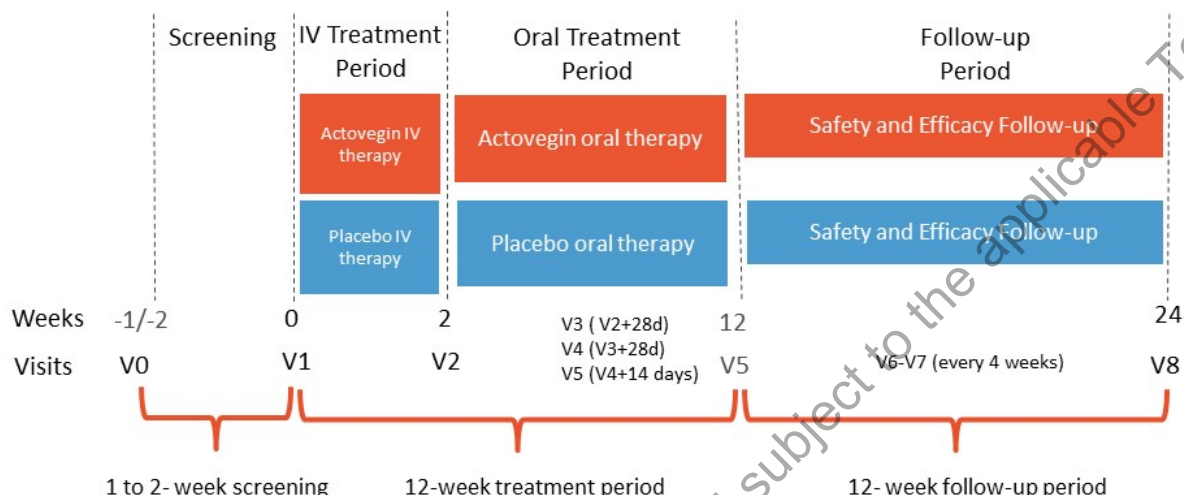 Screening
IV Treatment
Period
Oral Treatment
Period
Follow-up
Period
Actovegin IV
therapy
Actovegin oral therapy
Safety and Efficacy Follow-up
Placebo IV
therapy
Placebo oral therapy
Safety and Efficacy Follow-up
Weeks -1/-2 0 2 12 24
Visits V0 V1 V2 V5 V8
V3 ( V2+28d)
V4 (V3+28d)
V5 (V4+14 days)
V6-V7 (every 4 weeks)
1 to 2- week screening
12-week treatment period
12- week follow-up period
subject to the applicable